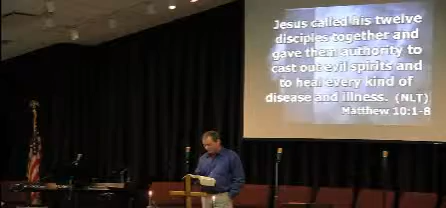 Jesus called his twelve
disciples together and
gave them authority to
cast out evil spirits and
to heal every kind of
disease and illness. (NLT)
Matthew 10:1-8